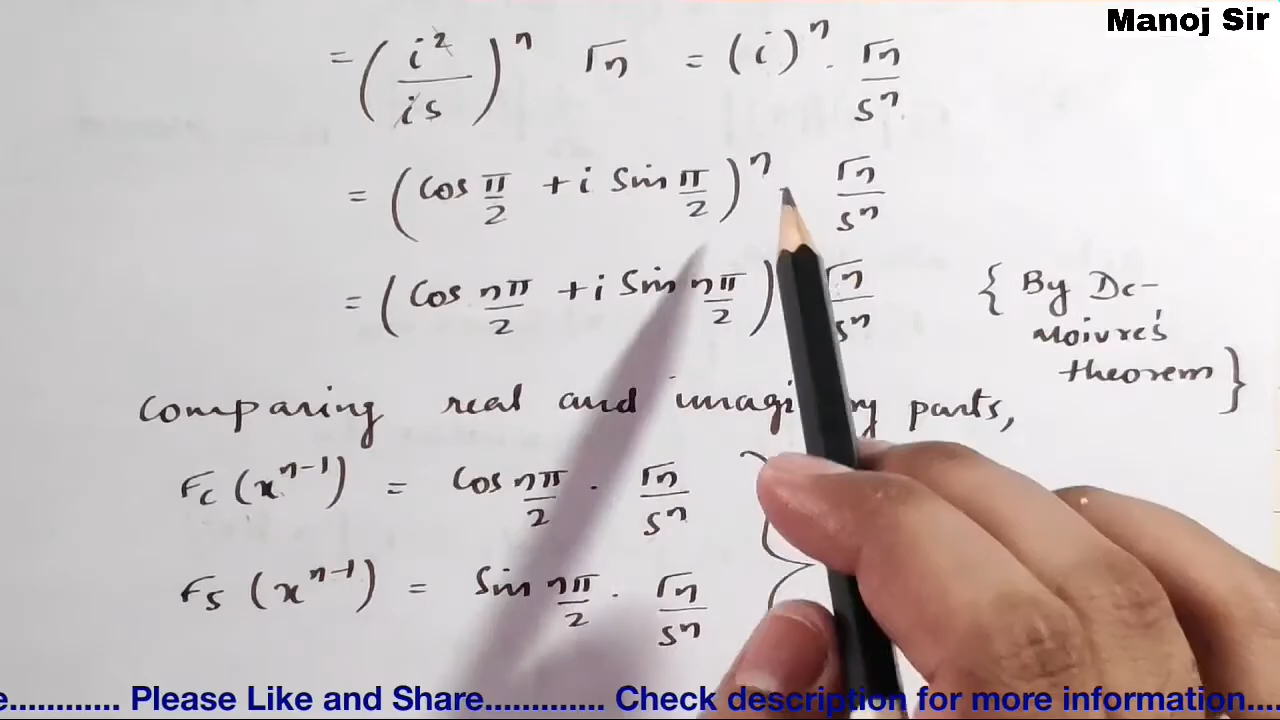 Manoj Sir
= (i²/is)ⁿ Γn = (i)ⁿ · Γn/sⁿ
= (Cos π/2 + i Sin π/2)ⁿ Γn/sⁿ
= (Cos nπ/2 + i Sin nπ/2) Γn/sⁿ { By De-
Moivre's
theorem }
Comparing real and parts,
Fc (xⁿ⁻¹) = Cos nπ/2 · Γn/sⁿ
Fs (xⁿ⁻¹) = Sin nπ/2 · Γn/sⁿ
e............ Please Like and Share............. Check description for more information....